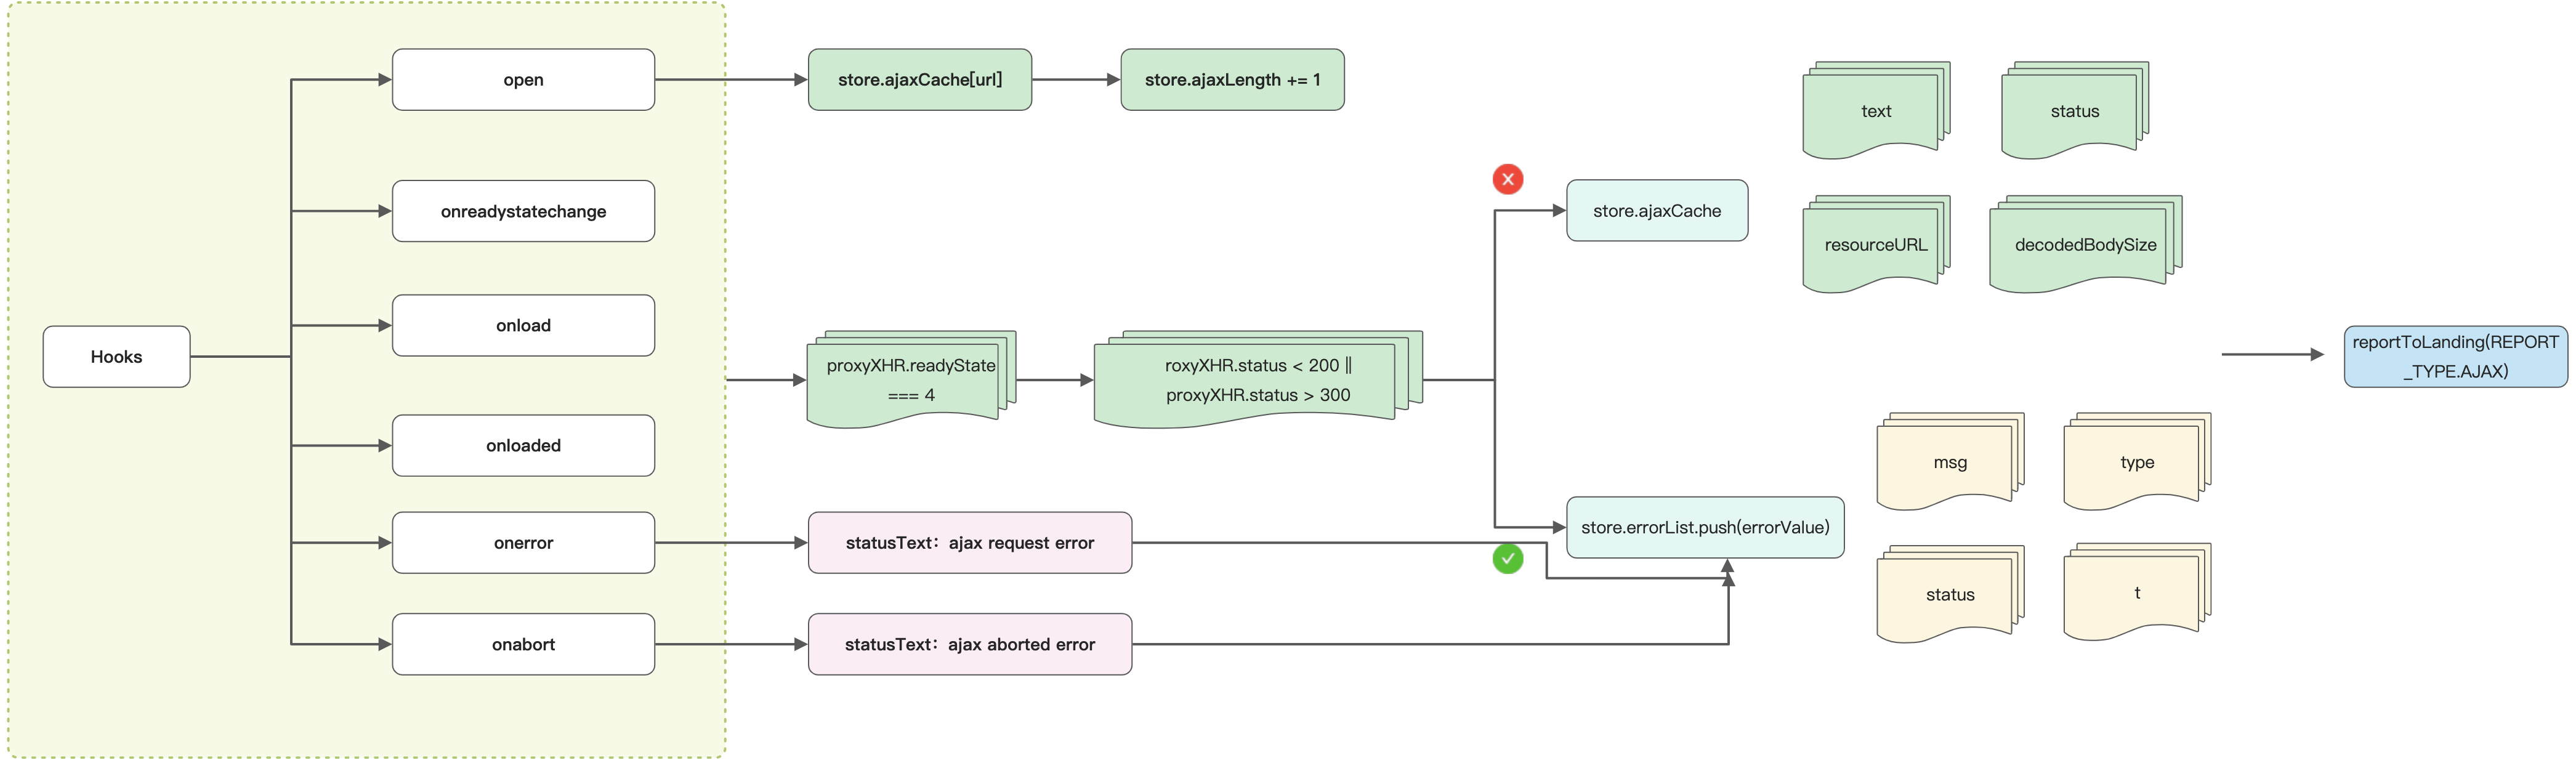 Hooks
open
onreadystatechange
onload
onloaded
onerror
onabort
store.ajaxCache[url]
store.ajaxLength += 1
proxyXHR.readyState
=== 4
roxyXHR.status < 200 ||
proxyXHR.status > 300
statusText：ajax request error
statusText：ajax aborted error
store.ajaxCache
store.errorList.push(errorValue)
text
status
resourceURL
decodedBodySize
msg
type
status
t
reportToLanding(REPORT
_TYPE.AJAX)